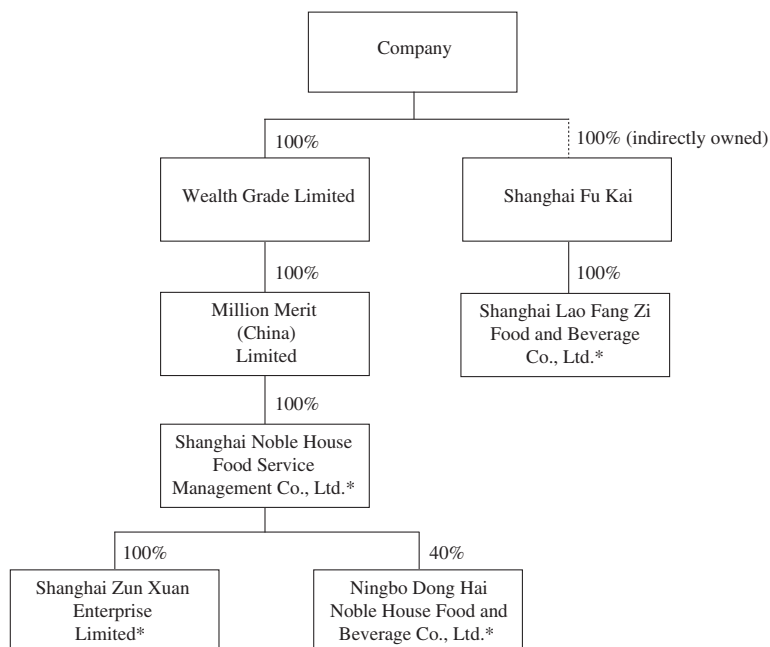 Company
100%
100% (indirectly owned)
Wealth Grade Limited
Shanghai Fu Kai
100%
100%
Million Merit
(China)
Limited
Shanghai Lao Fang Zi
Food and Beverage
Co., Ltd.*
100%
Shanghai Noble House
Food Service
Management Co., Ltd.*
100%
40%
Shanghai Zun Xuan
Enterprise
Limited*
Ningbo Dong Hai
Noble House Food and
Beverage Co., Ltd.*